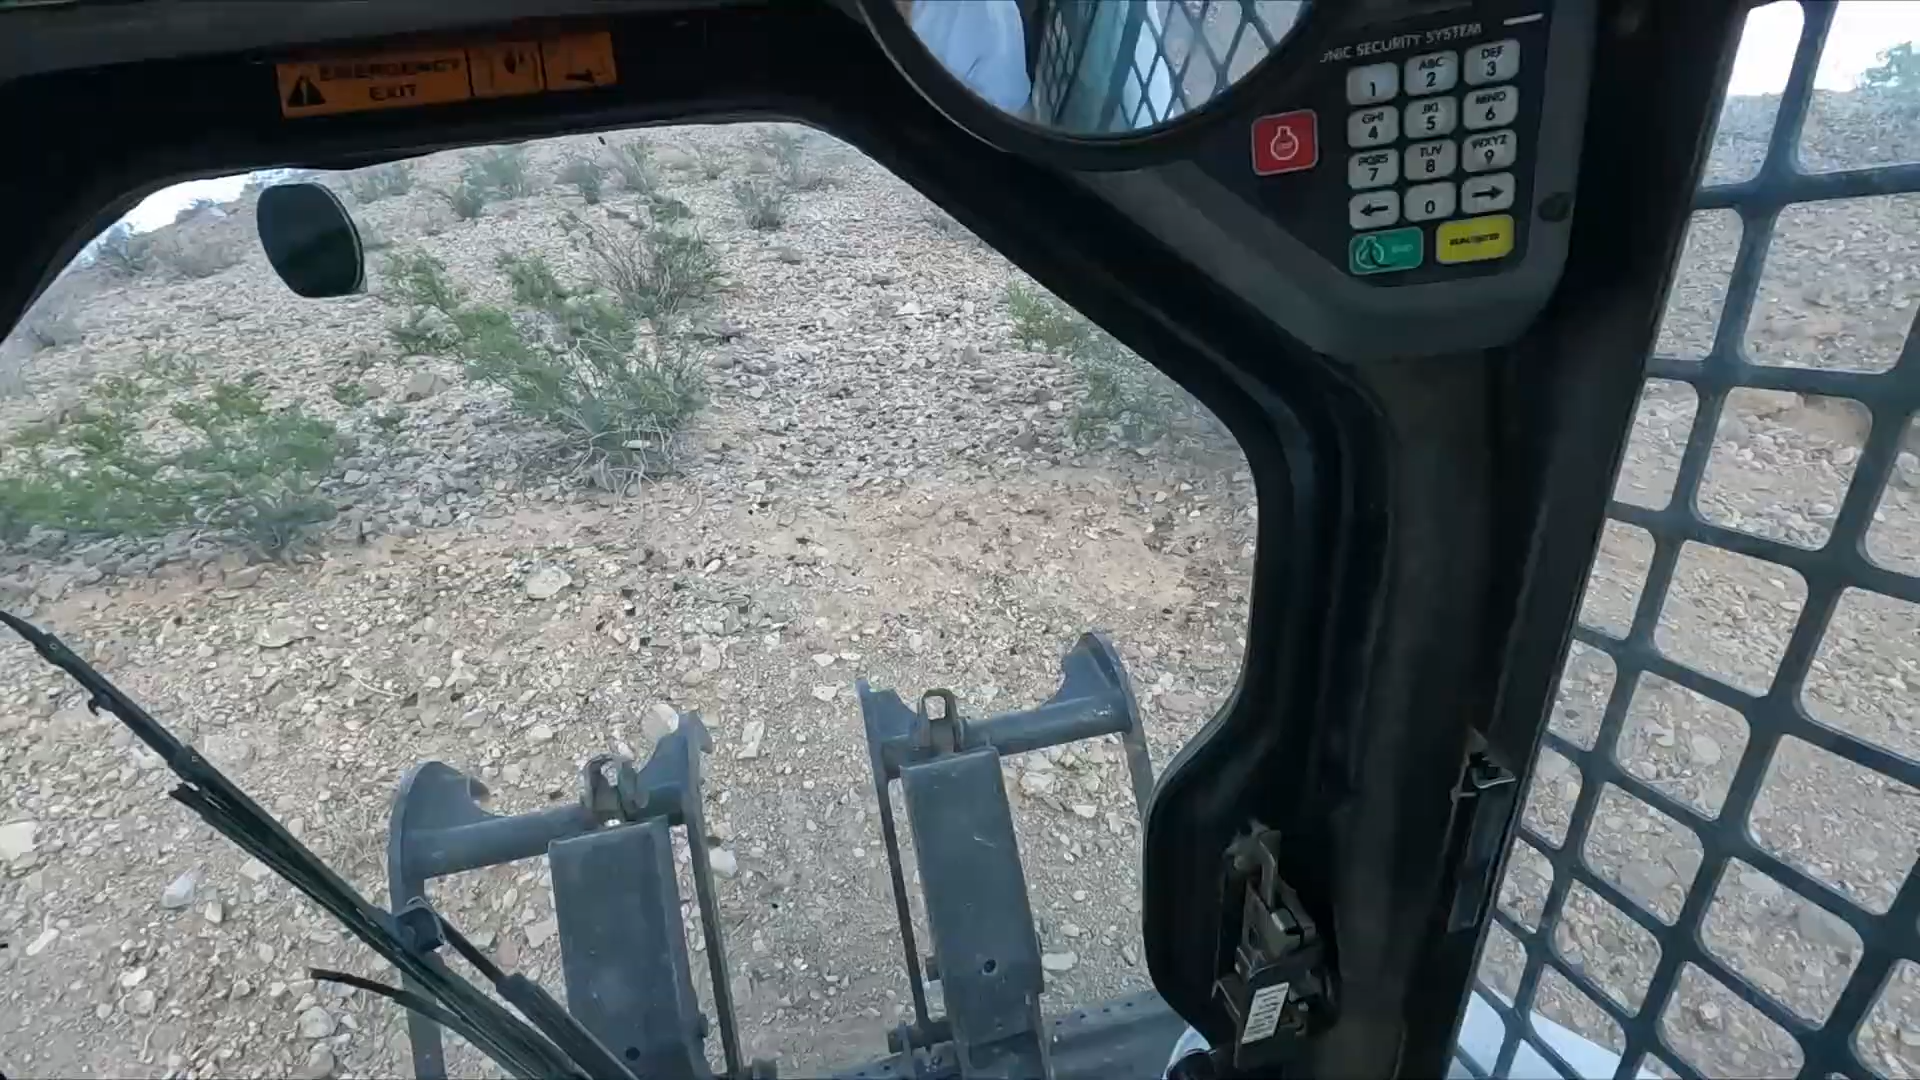 EMERGENCY
EXIT
NIC SECURITY SYSTEM
1
ABC
2
DEF
3
GHI
4
JKL
5
MNO
6
PQRS
7
TUV
8
WXYZ
9
0